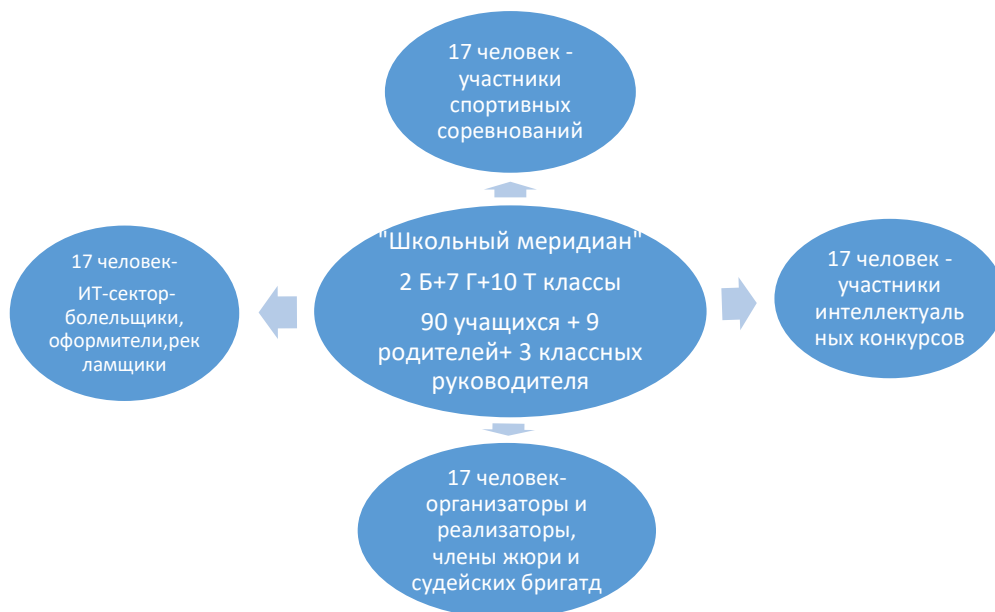 17 человек -
участники
спортивных
соревнований
"Школьный меридиан"
2 Б+7 Г+10 Т классы
90 учащихся + 9
родителей+ 3 классных
руководителя
17 человек-
ИТ-сектор-
болельщики,
оформители,рек
ламщики
17 человек -
участники
интеллектуаль
ных конкурсов
17 человек-
организаторы и
реализаторы,
члены жюри и
судейских бригатд